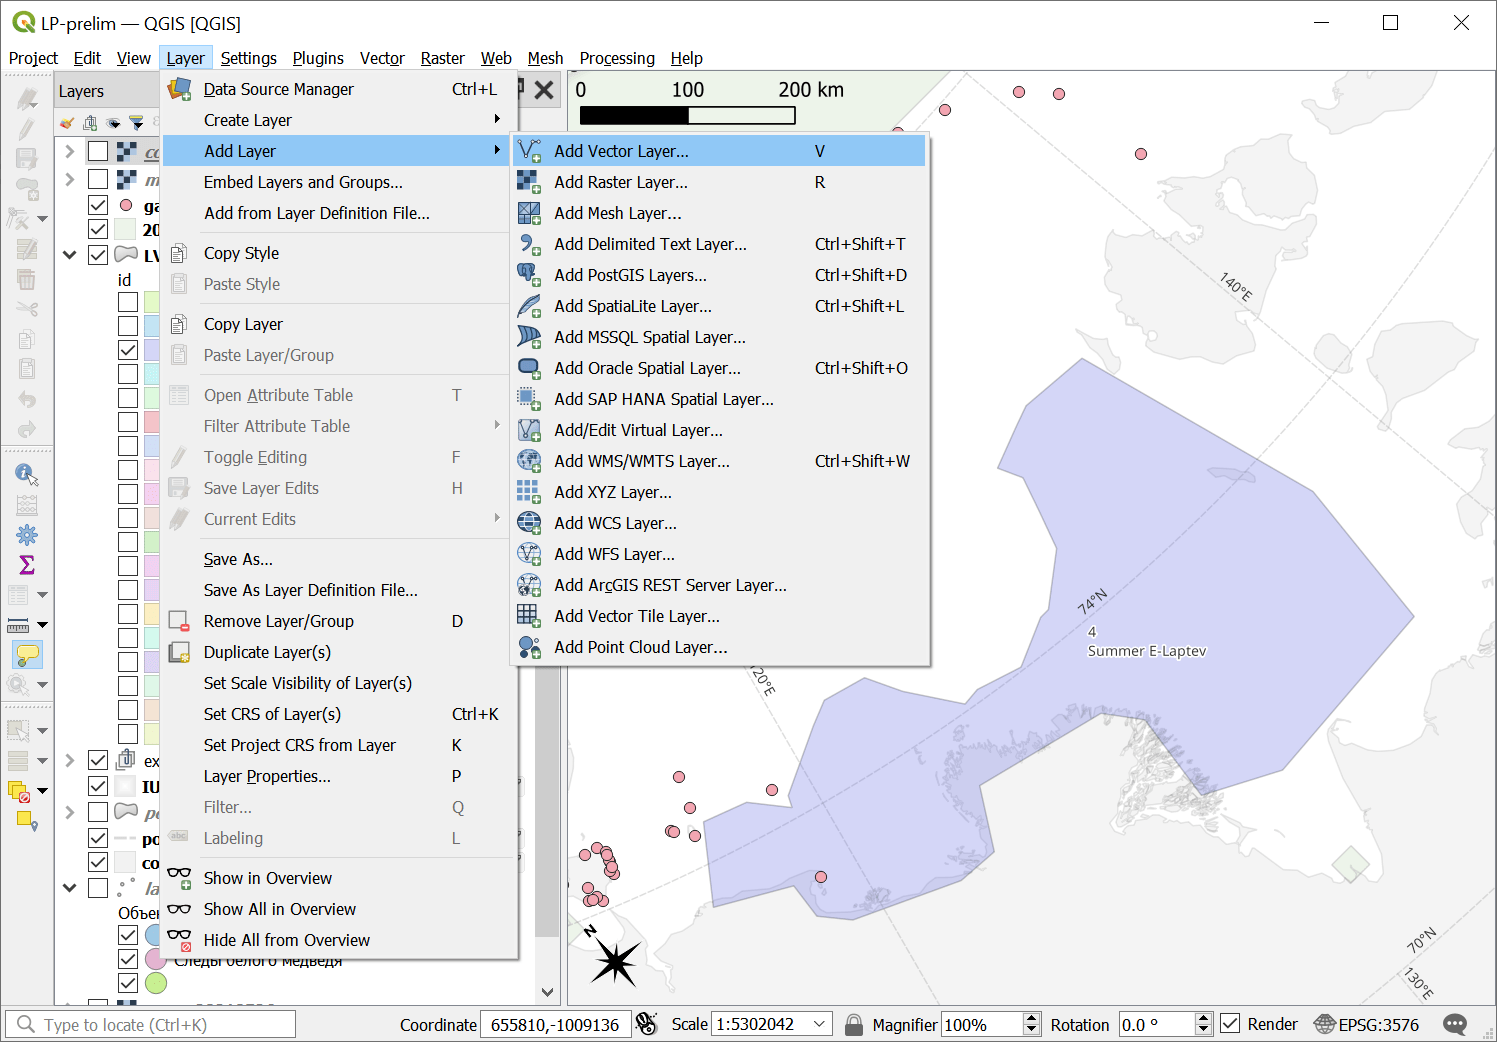 LP-prelim — QGIS [QGIS]
Project Edit View Layer Settings Plugins Vector Raster Web Mesh Processing Help
Layers
id
Data Source Manager Ctrl+L
Create Layer
Add Layer
Embed Layers and Groups...
Add from Layer Definition File...
Copy Style
Paste Style
Copy Layer
Paste Layer/Group
Open Attribute Table T
Filter Attribute Table
Toggle Editing F
Save Layer Edits H
Current Edits
Save As...
Save As Layer Definition File...
Remove Layer/Group D
Duplicate Layer(s)
Set Scale Visibility of Layer(s)
Set CRS of Layer(s) Ctrl+K
Set Project CRS from Layer K
Layer Properties... P
Filter... Q
Labeling L
Show in Overview
Show All in Overview
Hide All from Overview
Следы белого медведя
Add Vector Layer... V
Add Raster Layer... R
Add Mesh Layer...
Add Delimited Text Layer... Ctrl+Shift+T
Add PostGIS Layers... Ctrl+Shift+D
Add SpatiaLite Layer... Ctrl+Shift+L
Add MSSQL Spatial Layer...
Add Oracle Spatial Layer... Ctrl+Shift+O
Add SAP HANA Spatial Layer...
Add/Edit Virtual Layer...
Add WMS/WMTS Layer... Ctrl+Shift+W
Add XYZ Layer...
Add WCS Layer...
Add WFS Layer...
Add ArcGIS REST Server Layer...
Add Vector Tile Layer...
Add Point Cloud Layer...
0 100 200 km
140°E
74°N
4
Summer E-Laptev
120°E
70°N
130°E
N
Type to locate (Ctrl+K)
Coordinate 655810,-1009136
Scale 1:5302042
Magnifier 100%
Rotation 0.0 °
Render
EPSG:3576